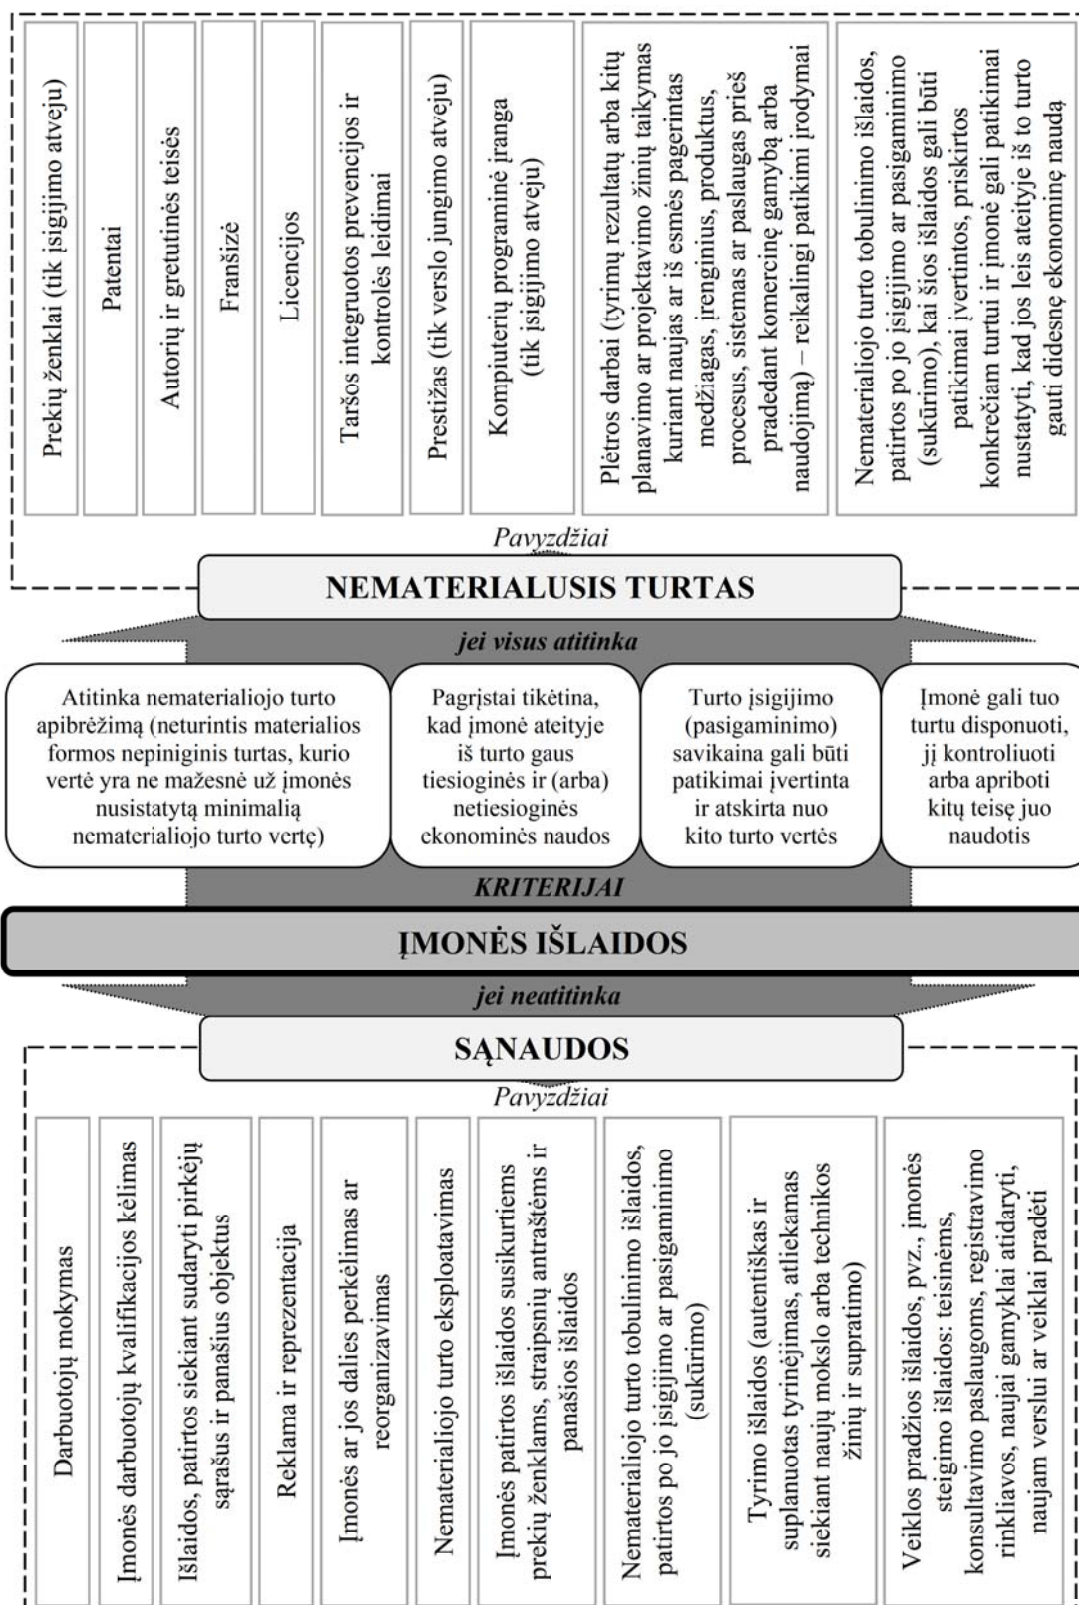 Prekių ženklai (tik įsigijimo atveju)
Patentai
Autorių ir gretutinės teisės
Franšizė
Licencijos
Taršos integruotos prevencijos ir
kontrolės leidimai
Prestižas (tik verslo jungimo atveju)
Kompiuterių programinė įranga
(tik įsigijimo atveju)
Plėtros darbai (tyrimų rezultatų arba kitų
planavimo ar projektavimo žinių taikymas
kuriant naujas ar iš esmės pagerintas
medžiagas, įrenginius, produktus,
procesus, sistemas ar paslaugas prieš
pradedant komercinę gamybą arba
naudojimą) – reikalingi patikimi įrodymai
Nematerialiojo turto tobulinimo išlaidos,
patirtos po jo įsigijimo ar pasigaminimo
(sukūrimo), kai šios išlaidos gali būti
patikimai įvertintos, priskirtos
konkrečiam turtui ir įmonė gali patikimai
nustatyti, kad jos leis ateityje iš to turto
gauti didesnę ekonominę naudą
Pavyzdžiai
NEMATERIALUSIS TURTAS
jei visus atitinka
Atitinka nematerialiojo turto
apibrėžimą (neturintis materialios
formos nepiniginis turtas, kurio
vertė yra ne mažesnė už įmonės
nusistatytą minimalią
nematerialiojo turto vertę)
Pagrįstai tikėtina,
kad įmonė ateityje
iš turto gaus
tiesioginės ir (arba)
netiesioginės
ekonominės naudos
Turto įsigijimo
(pasigaminimo)
savikaina gali būti
patikimai įvertinta
ir atskirta nuo
kito turto vertės
Įmonė gali tuo
turtu disponuoti,
jį kontroliuoti
arba apriboti
kitų teisę juo
naudotis
KRITERIJAI
ĮMONĖS IŠLAIDOS
jei neatitinka
SĄNAUDOS
Pavyzdžiai
Darbuotojų mokymas
Įmonės darbuotojų kvalifikacijos kėlimas
Išlaidos, patirtos siekiant sudaryti pirkėjų
sąrašus ir panašius objektus
Reklama ir reprezentacija
Įmonės ar jos dalies perkėlimas ar
reorganizavimas
Nematerialiojo turto eksploatavimas
Įmonės patirtos išlaidos susikurtiems
prekių ženklams, straipsnių antraštėms ir
panašios išlaidos
Nematerialiojo turto tobulinimo išlaidos,
patirtos po jo įsigijimo ar pasigaminimo
(sukūrimo)
Tyrimo išlaidos (autentiškas ir
suplanuotas tyrinėjimas, atliekamas
siekiant naujų mokslo arba technikos
žinių ir supratimo)
Veiklos pradžios išlaidos, pvz., įmonės
steigimo išlaidos: teisinėms,
konsultavimo paslaugoms, registravimo
rinkliavos, naujai gamyklai atidaryti,
naujam verslui ar veiklai pradėti